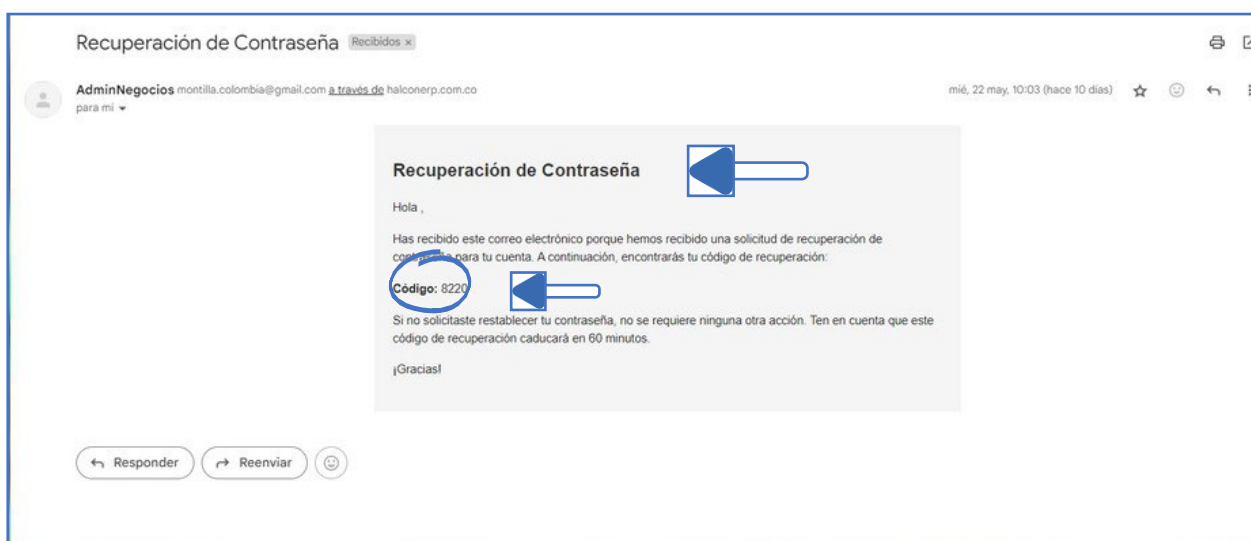 Recuperación de Contraseña Recibidos x
AdminNegocios montilla.colombia@gmail.com a través de halconerp.com.co
mié, 22 may, 10:03 (hace 10 días)
para mí
Recuperación de Contraseña
Hola ,
Has recibido este correo electrónico porque hemos recibido una solicitud de recuperación de
contraseña para tu cuenta. A continuación, encontrarás tu código de recuperación:
Código: 8220
Si no solicitaste restablecer tu contraseña, no se requiere ninguna otra acción. Ten en cuenta que este
código de recuperación caducará en 60 minutos.
¡Gracias!
Responder Reenviar